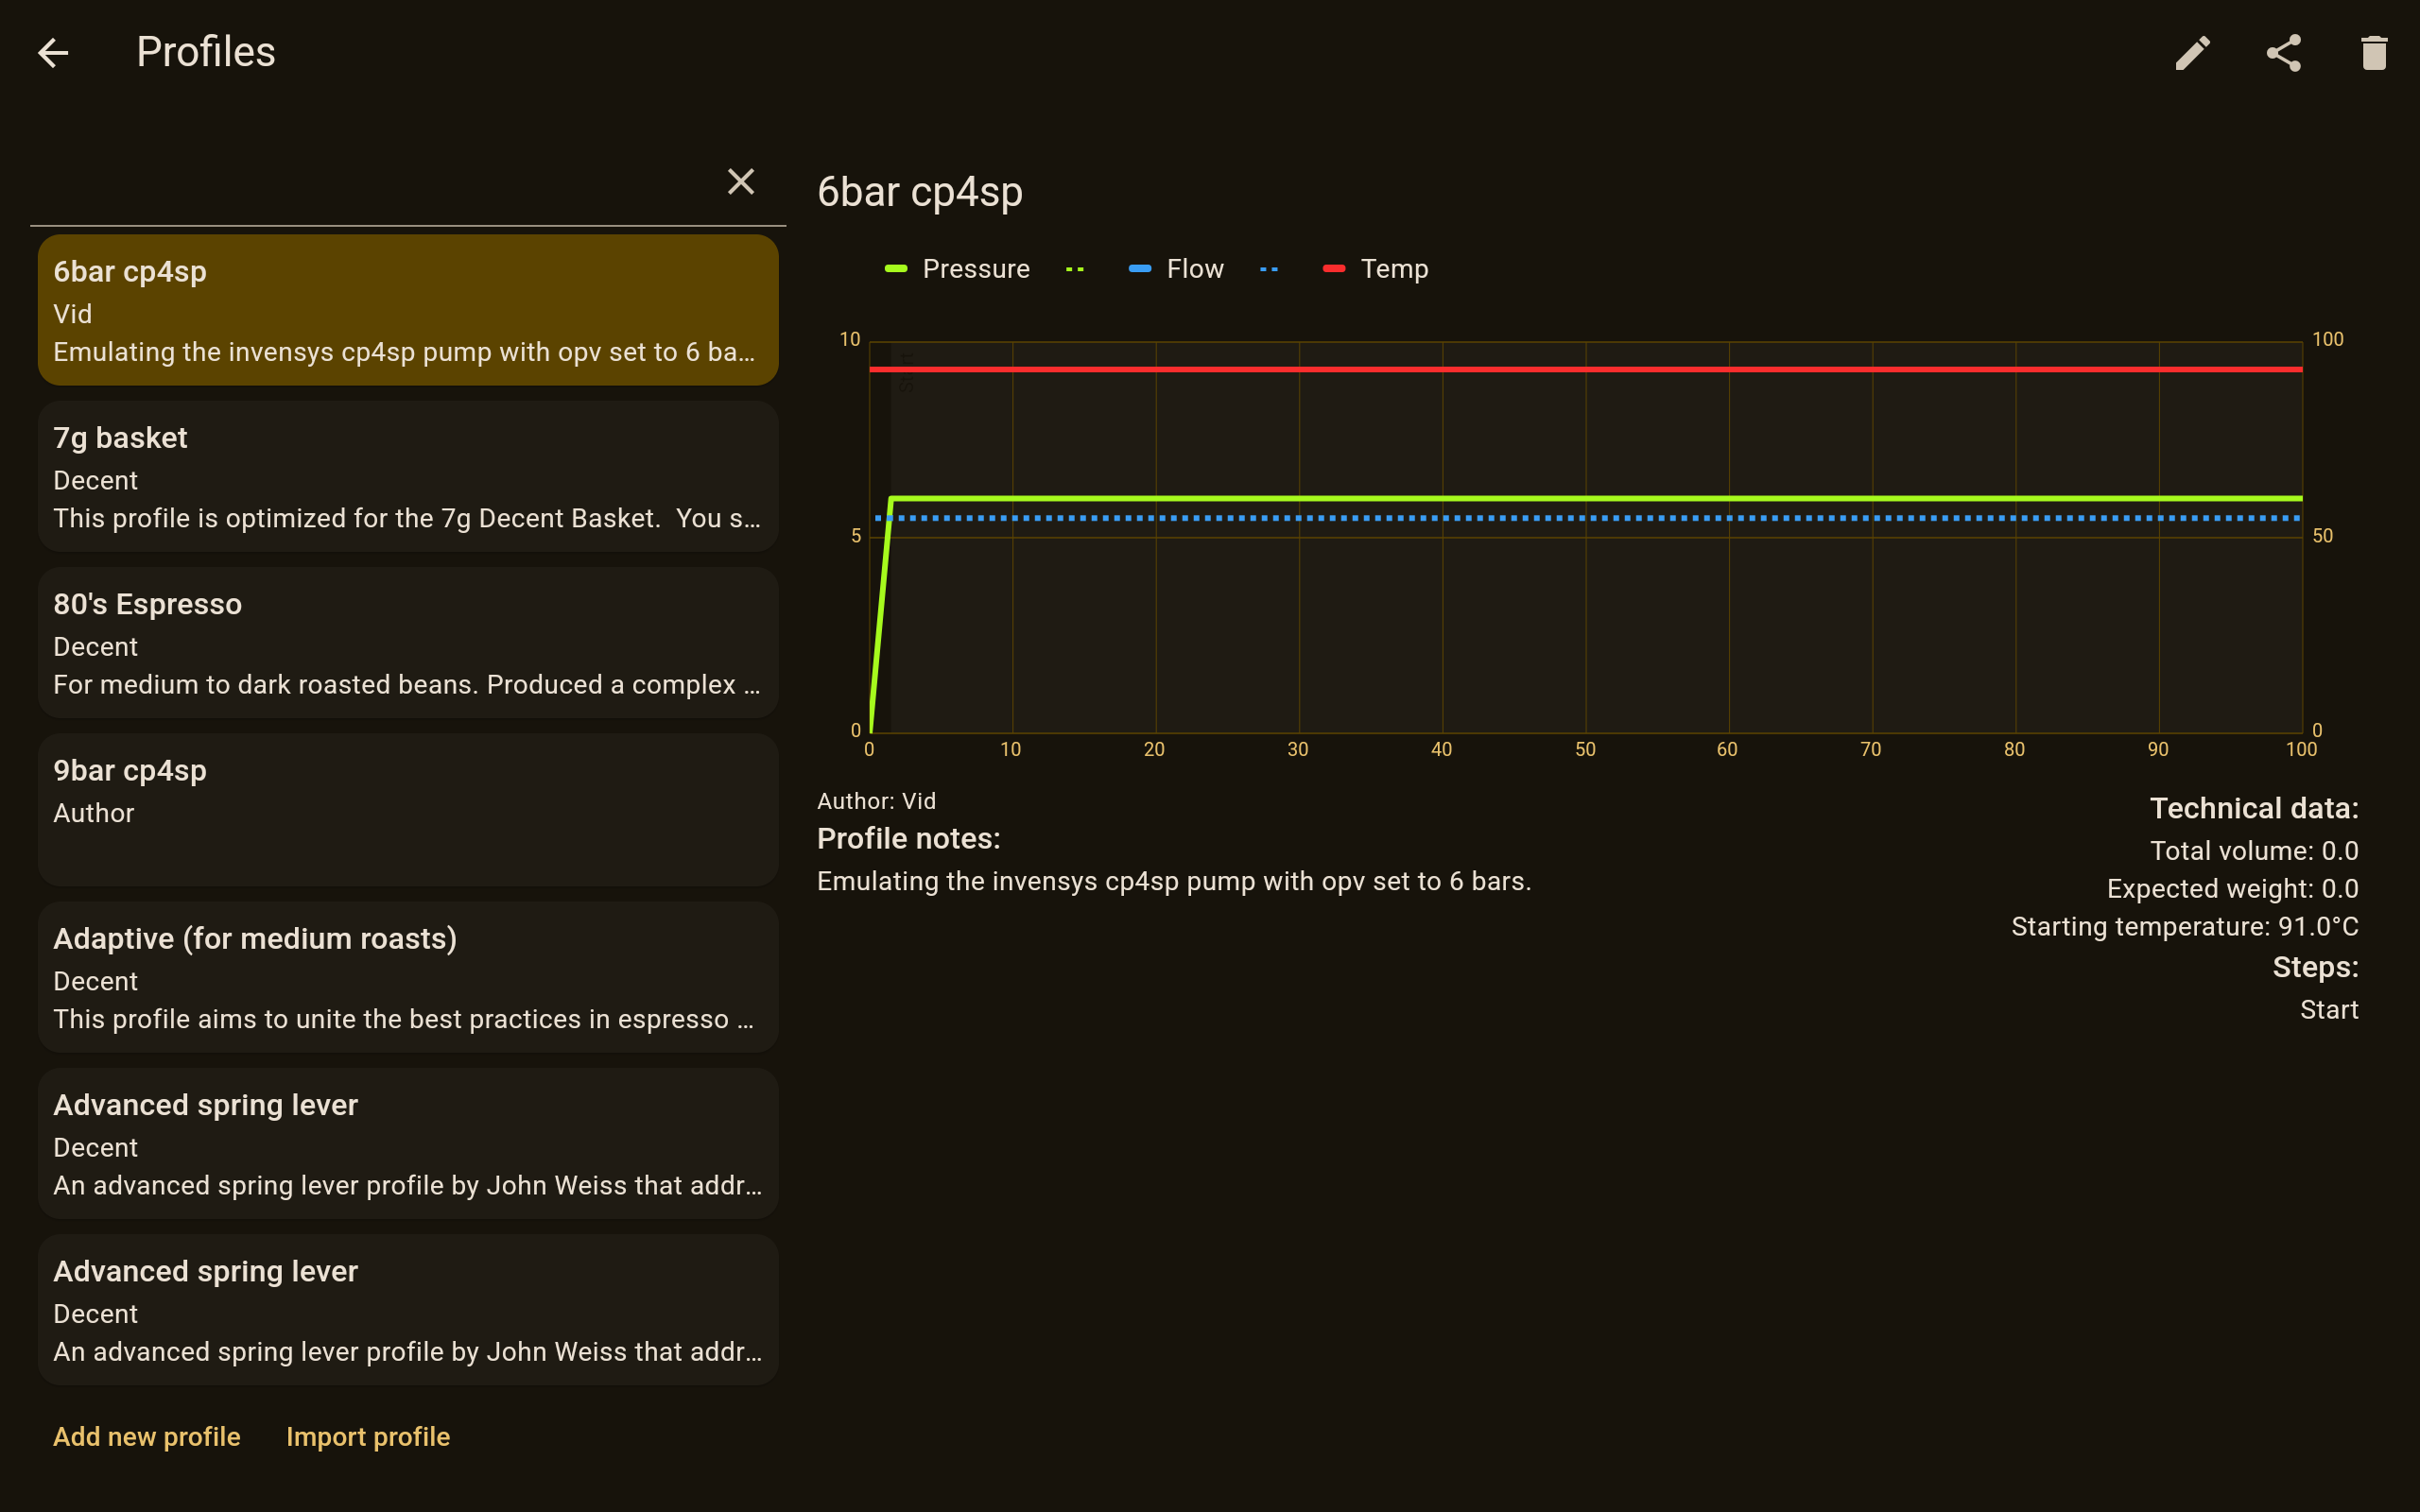 Profiles
6bar cp4sp
Vid
Emulating the invensys cp4sp pump with opv set to 6 ba…
7g basket
Decent
This profile is optimized for the 7g Decent Basket.  You s…
80's Espresso
Decent
For medium to dark roasted beans. Produced a complex …
9bar cp4sp
Author
Adaptive (for medium roasts)
Decent
This profile aims to unite the best practices in espresso …
Advanced spring lever
Decent
An advanced spring lever profile by John Weiss that addr…
Advanced spring lever
Decent
An advanced spring lever profile by John Weiss that addr…
Add new profile Import profile
6bar cp4sp
Pressure Flow Temp
10 100
Start
5 50
0 0
0 10 20 30 40 50 60 70 80 90 100
Author: Vid
Profile notes:
Emulating the invensys cp4sp pump with opv set to 6 bars.
Technical data:
Total volume: 0.0
Expected weight: 0.0
Starting temperature: 91.0°C
Steps:
Start